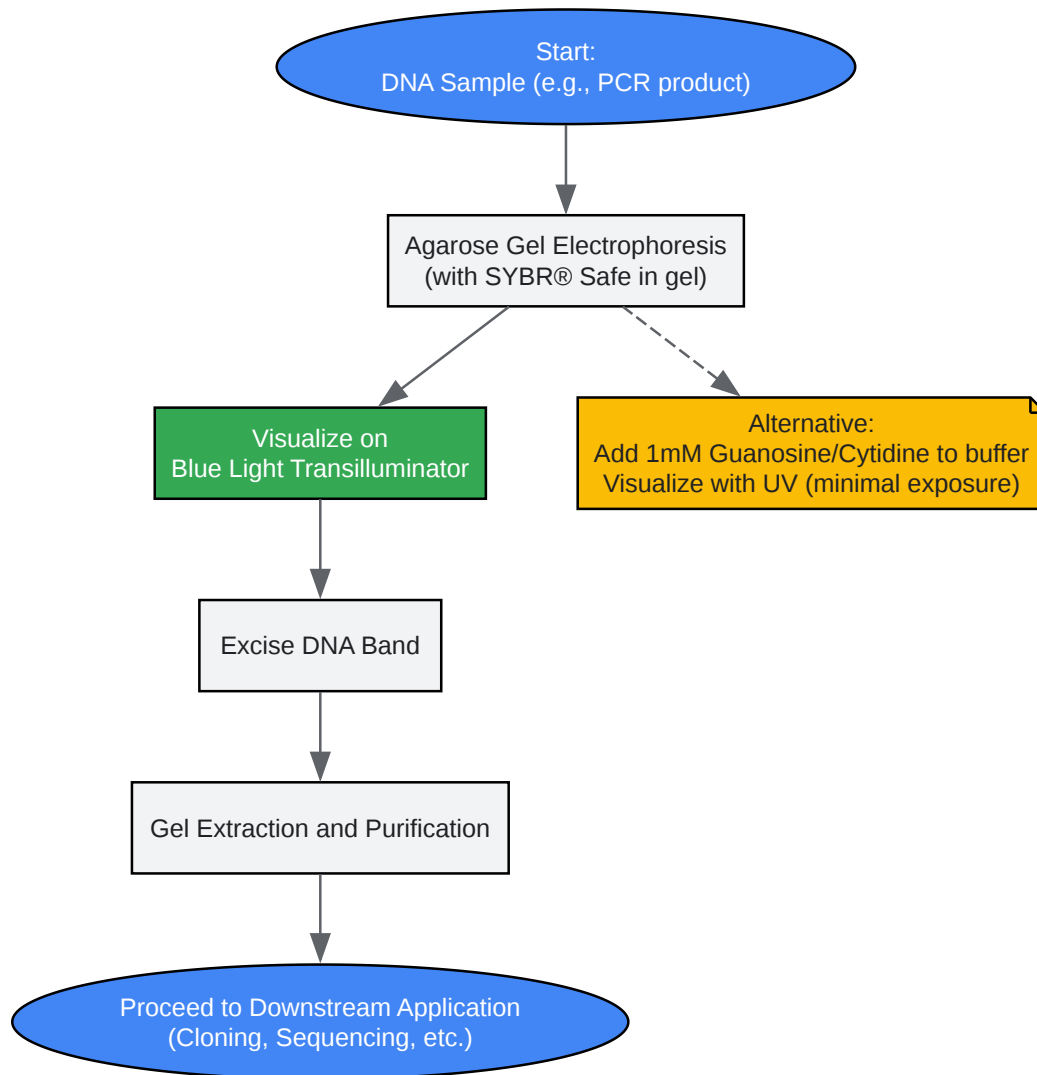 Start:
DNA Sample (e.g., PCR product)
Agarose Gel Electrophoresis
(with SYBR® Safe in gel)
Visualize on
Blue Light Transilluminator
Alternative:
Add 1mM Guanosine/Cytidine to buffer
Visualize with UV (minimal exposure)
Excise DNA Band
Gel Extraction and Purification
Proceed to Downstream Application
(Cloning, Sequencing, etc.)